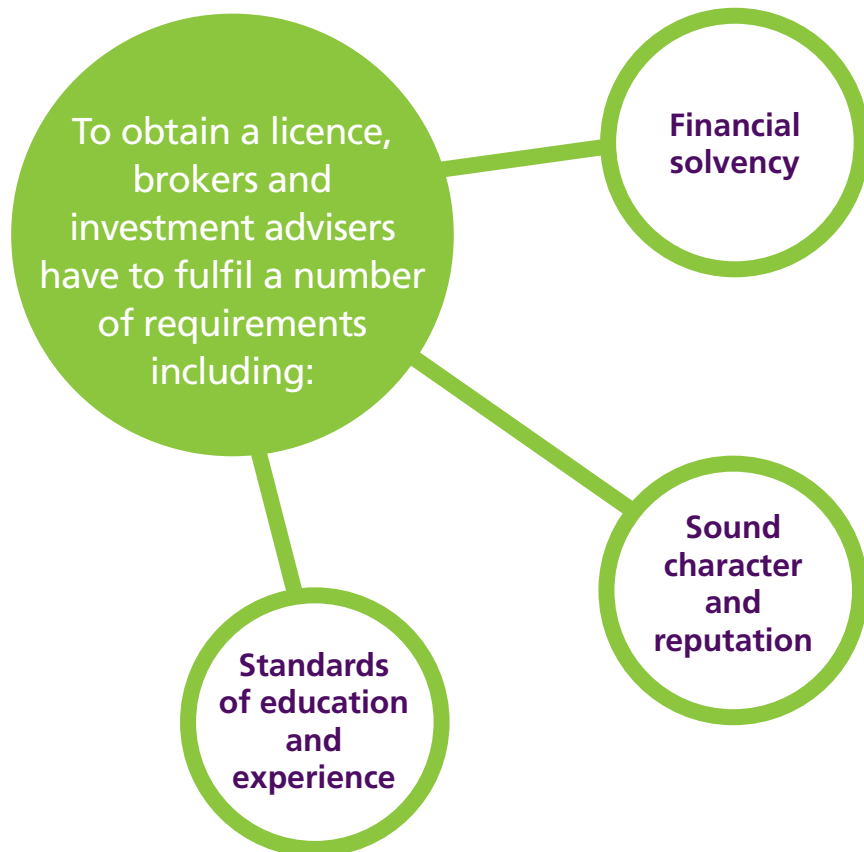 To obtain a licence,
brokers and
investment advisers
have to fulfil a number
of requirements
including:
Financial
solvency
Sound
character
and
reputation
Standards
of education
and
experience